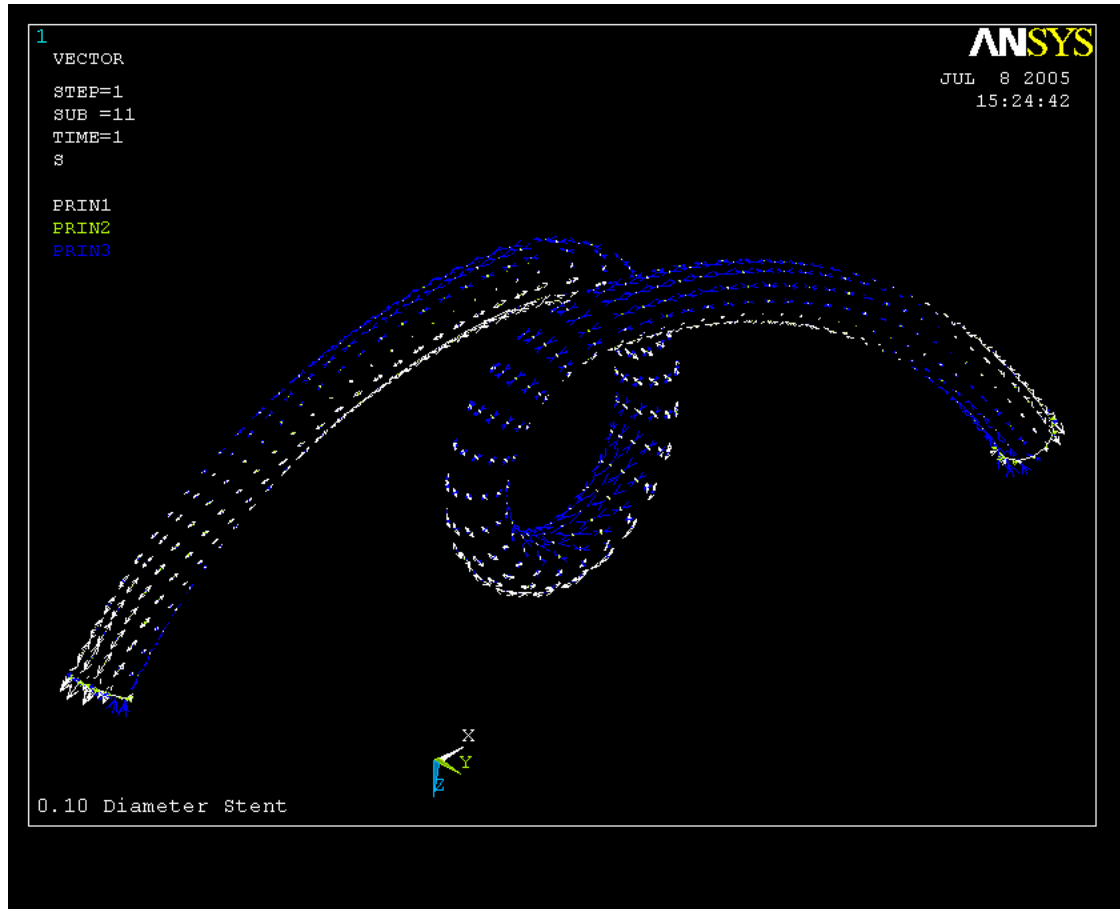 1
ANSYS
VECTOR
JUL  8 2005
15:24:42
STEP=1
SUB =11
TIME=1
S
PRIN1
PRIN2
PRIN3
X
Y
Z
0.10 Diameter Stent